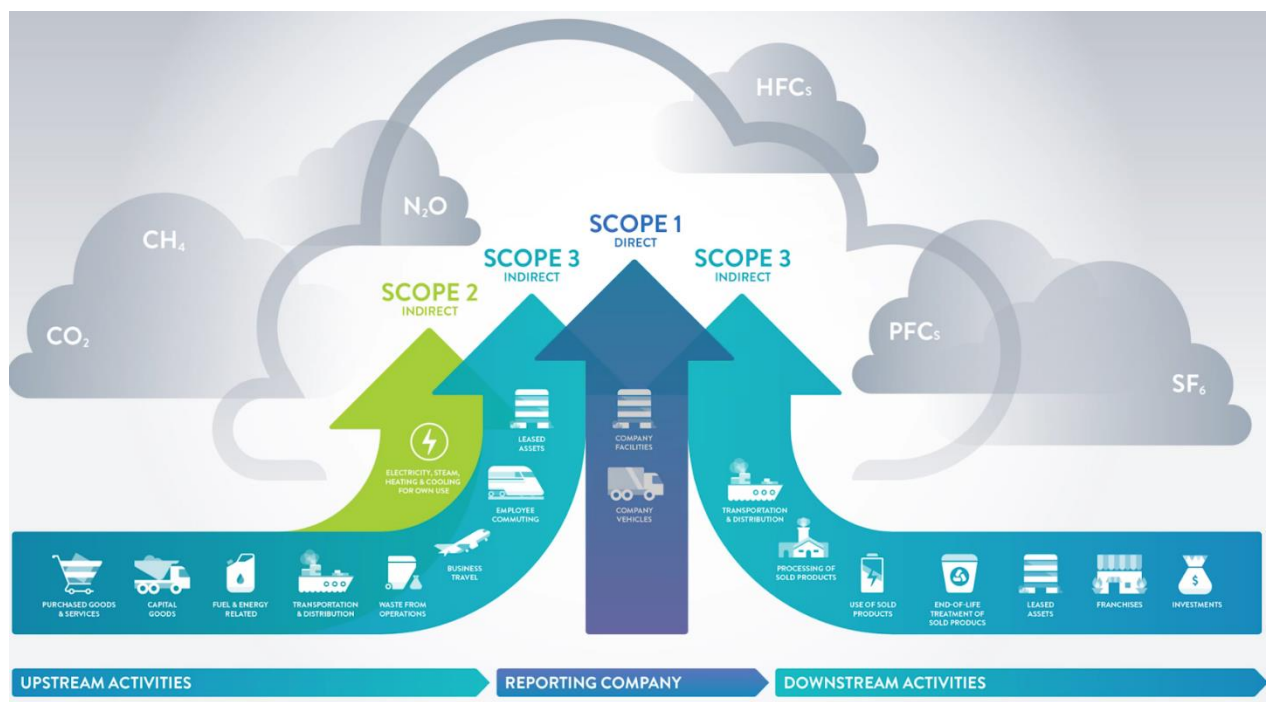 HFCs
N₂O
CH₄
CO₂
PFCs
SF₆
SCOPE 2
INDIRECT
SCOPE 3
INDIRECT
SCOPE 1
DIRECT
SCOPE 3
INDIRECT
ELECTRICITY, STEAM,
HEATING & COOLING
FOR OWN USE
PURCHASED GOODS
& SERVICES
CAPITAL
GOODS
FUEL & ENERGY
RELATED
TRANSPORTATION
& DISTRIBUTION
WASTE FROM
OPERATIONS
BUSINESS
TRAVEL
EMPLOYEE
COMMUTING
LEASED
ASSETS
COMPANY
FACILITIES
COMPANY
VEHICLES
TRANSPORTATION
& DISTRIBUTION
PROCESSING OF
SOLD PRODUCTS
USE OF SOLD
PRODUCTS
END-OF-LIFE
TREATMENT OF
SOLD PRODUCS
LEASED
ASSETS
FRANCHISES
$
INVESTMENTS
UPSTREAM ACTIVITIES
REPORTING COMPANY
DOWNSTREAM ACTIVITIES